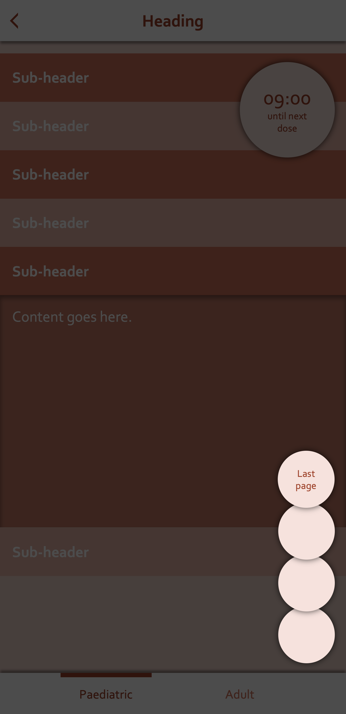 Heading
Sub-header
09:00
until next
dose
Sub-header
Sub-header
Sub-header
Sub-header
Content goes here.
Last
page
Sub-header
Paediatric
Adult